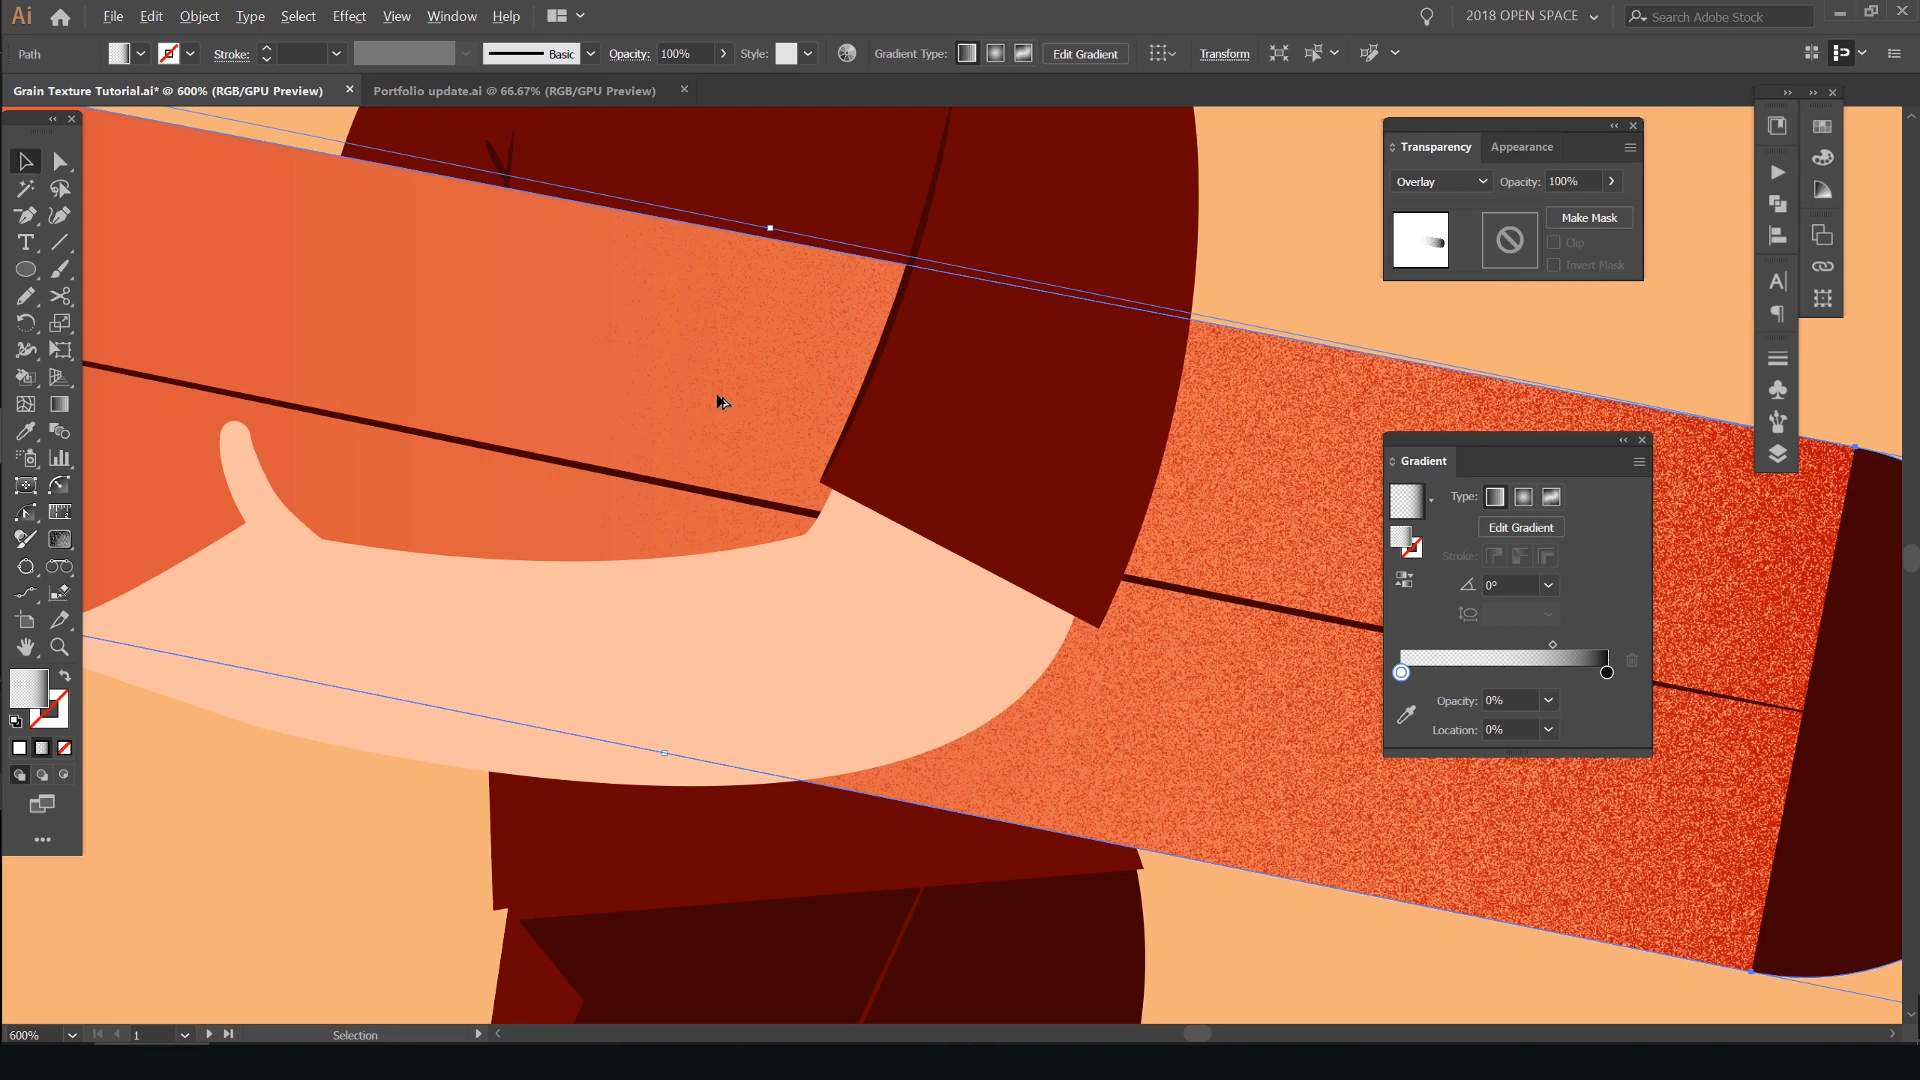 Ai File Edit Object Type Select Effect View Window Help 2018 OPEN SPACE Search Adobe Stock
Path Stroke: Basic Opacity: 100% Style: Gradient Type: Edit Gradient Transform
Grain Texture Tutorial.ai* @ 600% (RGB/GPU Preview) Portfolio update.ai @ 66.67% (RGB/GPU Preview)
Transparency Appearance
Overlay Opacity: 100%
Make Mask
Clip
Invert Mask
Gradient
Type:
Edit Gradient
Stroke:
0°
Opacity: 0%
Location: 0%
600% 1 Selection